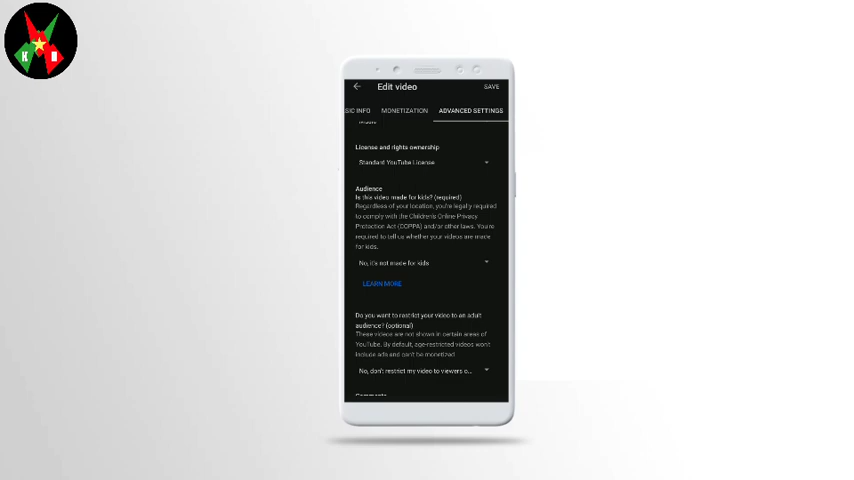 K
Edit video
SAVE
SIC INFO
MONETIZATION
ADVANCED SETTINGS
License and rights ownership
Standard YouTube License
Audience
Is this video made for kids? (required)
Regardless of your location, you're legally required
to comply with the Children's Online Privacy
Protection Act (COPPA) and/or other laws. You're
required to tell us whether your videos are made
for kids.
No, it's not made for kids
LEARN MORE
Do you want to restrict your video to an adult
audience? (optional)
These videos are not shown in certain areas of
YouTube. By default, age-restricted videos won't
include ads and can't be monetized
No, don't restrict my video to viewers o...
Comments